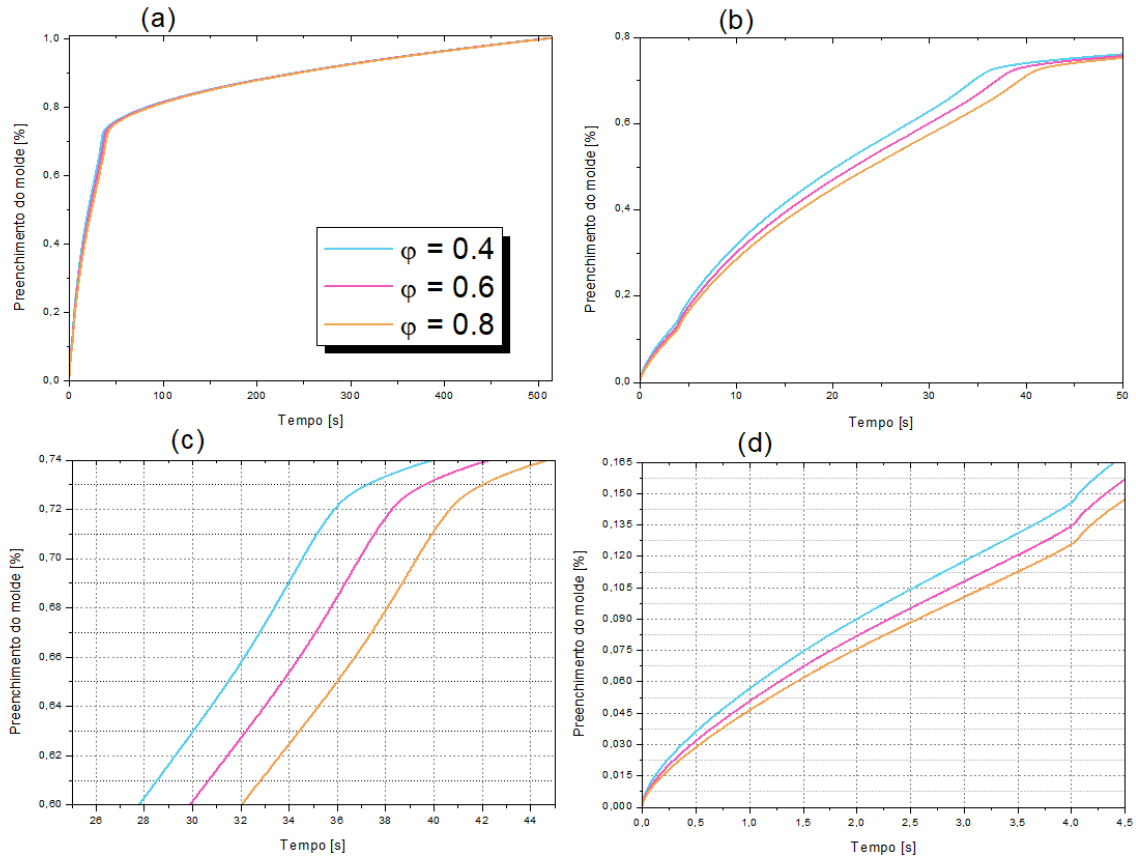 (a)
1,0
0,8
0,6
0,4
0,2
0,0
Preenchimento do molde [%]
φ = 0.4
φ = 0.6
φ = 0.8
0 100 200 300 400 500
Tempo [s]
(b)
0,8
0,6
0,4
0,2
0,0
Preenchimento do molde [%]
0 10 20 30 40 50
Tempo [s]
(c)
0,74
0,72
0,70
0,68
0,66
0,64
0,62
0,60
Preenchimento do molde [%]
26 28 30 32 34 36 38 40 42 44
Tempo [s]
(d)
0,165
0,150
0,135
0,120
0,105
0,090
0,075
0,060
0,045
0,030
0,015
0,000
Preenchimento do molde [%]
0,0 0,5 1,0 1,5 2,0 2,5 3,0 3,5 4,0 4,5
Tempo [s]